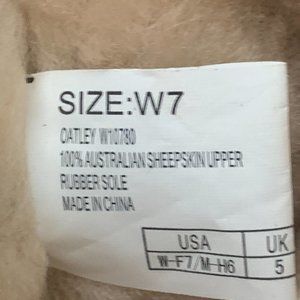 SIZE:W7
OATLEY W10780
100% AUSTRALIAN SHEEPSKIN UPPER
RUBBER SOLE
MADE IN CHINA
USA UK
W-F7/M-H6 5